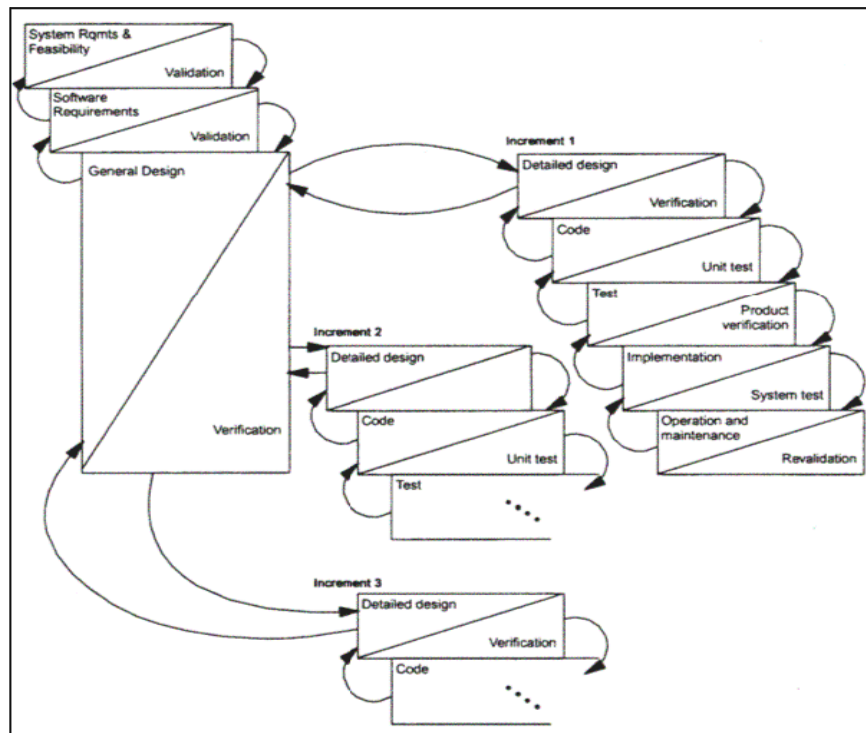 System Rqmts &
Feasibility
Validation
Software
Requirements
Validation
General Design
Verification
Increment 1
Detailed design
Verification
Code
Unit test
Test
Product
verification
Implementation
System test
Operation and
maintenance
Revalidation
Increment 2
Detailed design
Code
Unit test
Test
Increment 3
Detailed design
Verification
Code